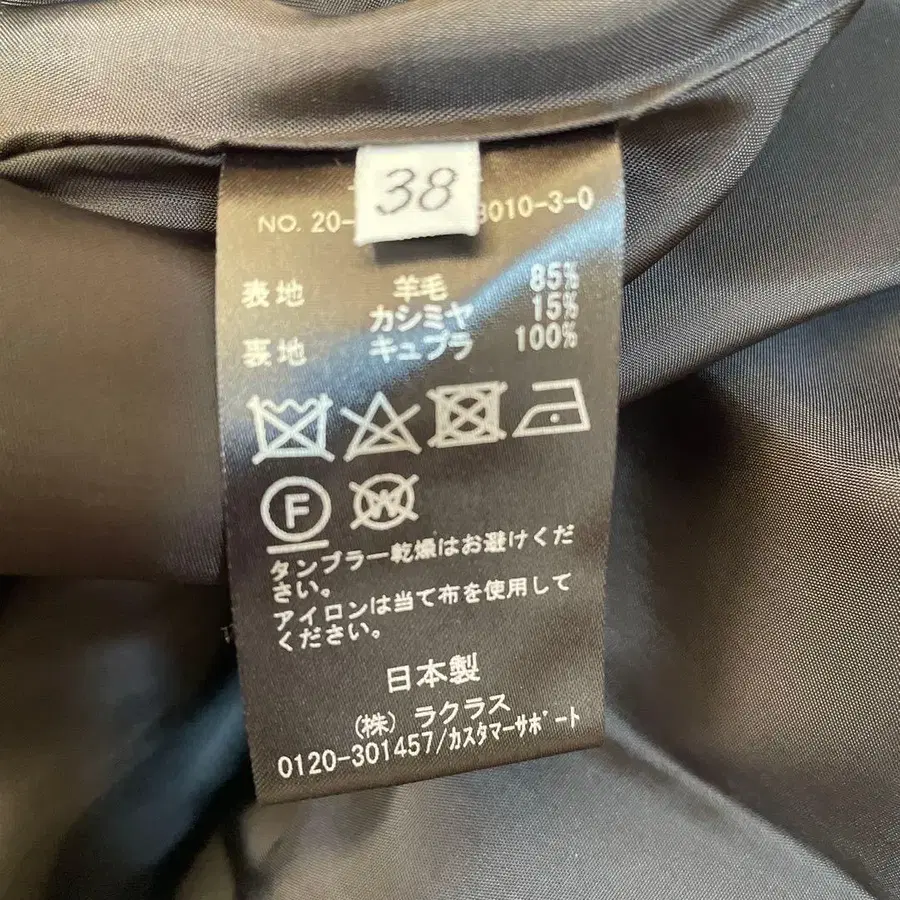 38
NO. 20- 8010-3-0
表地 羊毛 85%
カシミヤ 15%
裏地 キュプラ 100%
F W
タンブラー乾燥はお避けくだ
さい。
アイロンは当て布を使用して
ください。
日本製
(株) ラクラス
0120-301457/カスタマーサポート